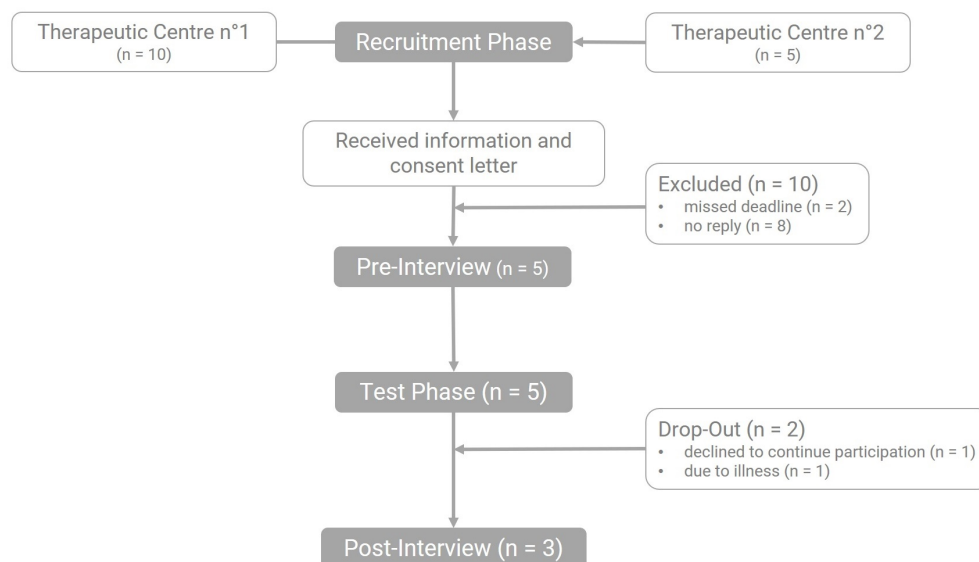 Therapeutic Centre n°1
(n = 10)
Recruitment Phase
Therapeutic Centre n°2
(n = 5)
Received information and
consent letter
Excluded (n = 10)
• missed deadline (n = 2)
• no reply (n = 8)
Pre-Interview (n = 5)
Test Phase (n = 5)
Drop-Out (n = 2)
• declined to continue participation (n = 1)
• due to illness (n = 1)
Post-Interview (n = 3)